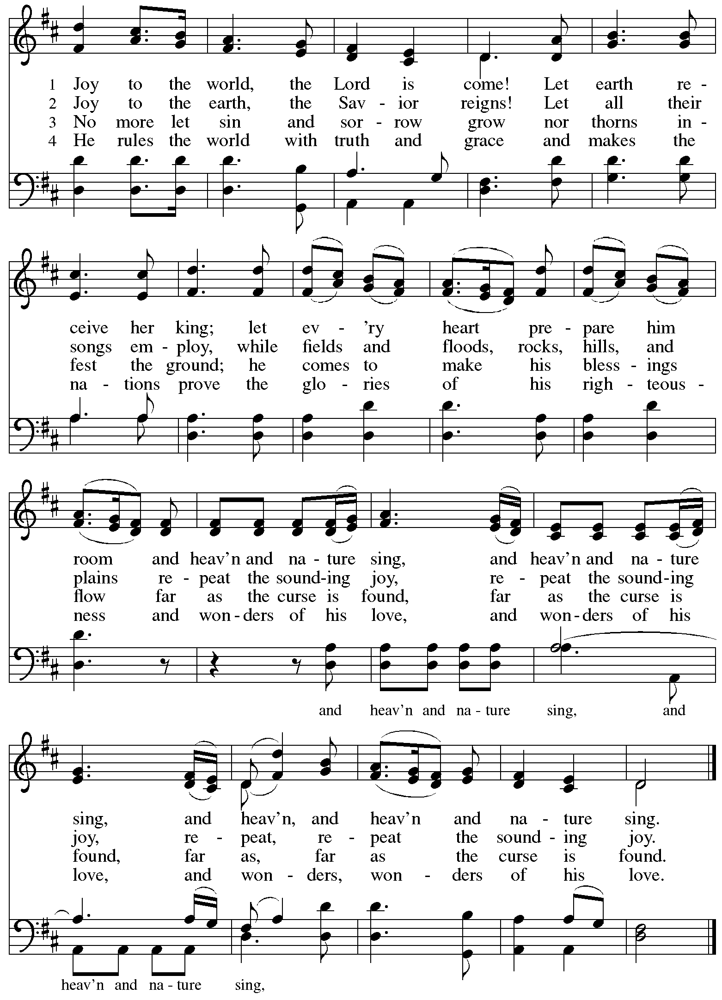 1 Joy to the world, the Lord is come! Let earth re -
2 Joy to the earth, the Sav - ior reigns! Let all their
3 No more let sin and sor - row grow nor thorns in -
4 He rules the world with truth and grace and makes the
ceive her king; let ev - 'ry heart pre - pare him
songs em - ploy, while fields and floods, rocks, hills, and
fest the ground; he comes to make his bless - ings
na - tions prove the glo - ries of his righ - teous -
room and heav'n and na - ture sing, and heav'n and na - ture
plains re - peat the sound-ing joy, re - peat the sound-ing
flow far as the curse is found, far as the curse is
ness and won - ders of his love, and won - ders of his
and heav'n and na - ture sing, and
sing, and heav'n, and heav'n and na - ture sing.
joy, re - peat, re - peat the sound - ing joy.
found, far as, far as the curse is found.
love, and won - ders, won - ders of his love.
heav'n and na - ture sing,